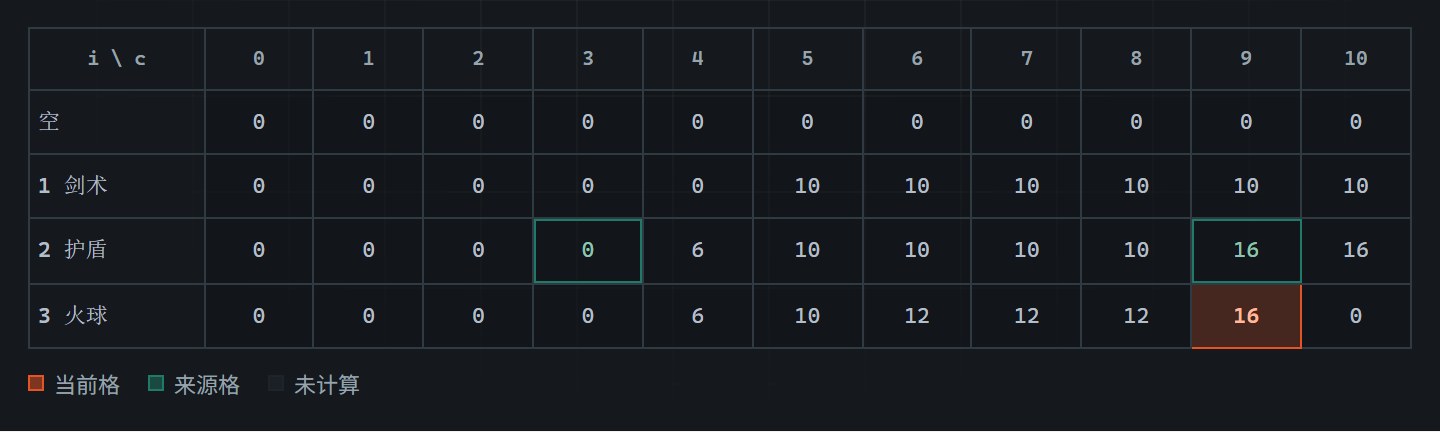 i \ c 0 1 2 3 4 5 6 7 8 9 10
空 0 0 0 0 0 0 0 0 0 0 0
1 剑术 0 0 0 0 0 10 10 10 10 10 10
2 护盾 0 0 0 0 6 10 10 10 10 16 16
3 火球 0 0 0 0 6 10 12 12 12 16 0
当前格 来源格 未计算